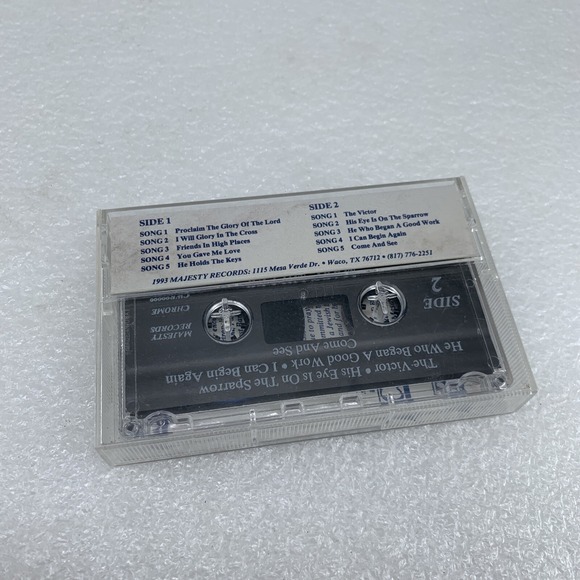 SIDE 1
SONG 1 Proclaim The Glory Of The Lord
SONG 2 I Will Glory In The Cross
SONG 3 Friends In High Places
SONG 4 You Gave Me Love
SONG 5 He Holds The Keys
SIDE 2
SONG 1 The Victor
SONG 2 His Eye Is On The Sparrow
SONG 3 He Who Began A Good Work
SONG 4 I Can Begin Again
SONG 5 Come And See
1993 MAJESTY RECORDS: 1115 Mesa Verde Dr. • Waco, TX 76712 • (817) 776-2251
SIDE
2
MAJESTY
RECORDS
CHROME
The Victor • His Eye Is On The Sparrow
He Who Began A Good Work • I Can Begin Again
Come And See